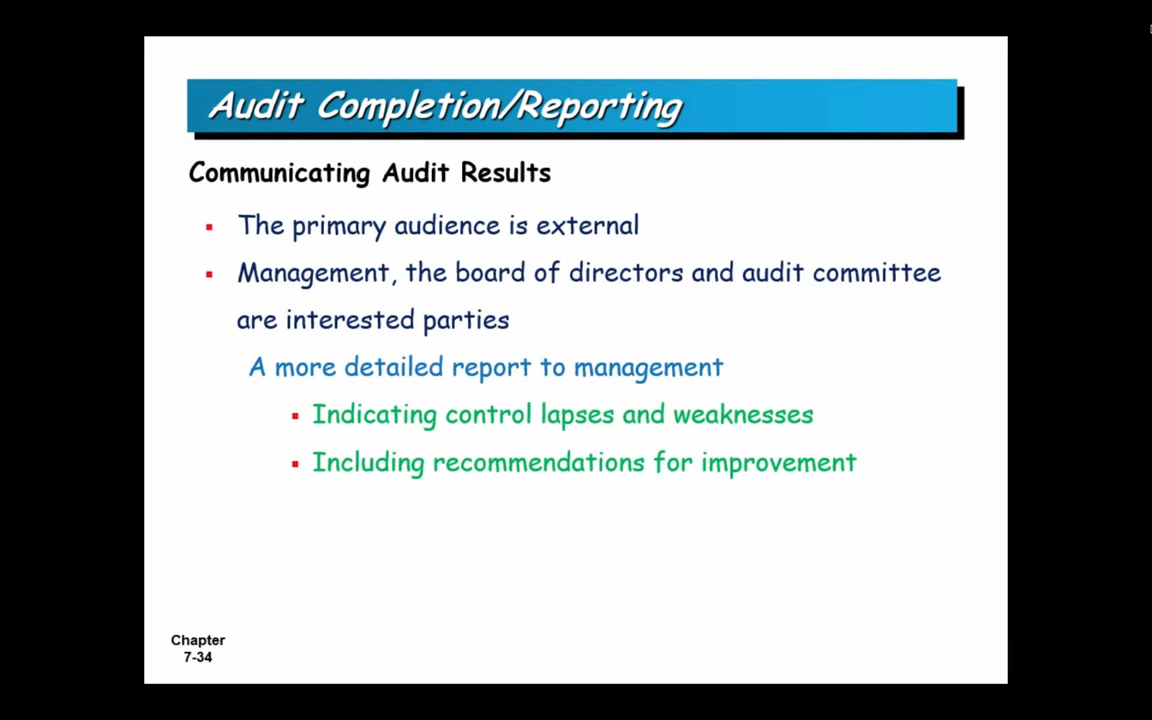 Audit Completion/Reporting
Communicating Audit Results
▪ The primary audience is external
▪ Management, the board of directors and audit committee
are interested parties
A more detailed report to management
▪ Indicating control lapses and weaknesses
▪ Including recommendations for improvement
Chapter
7-34